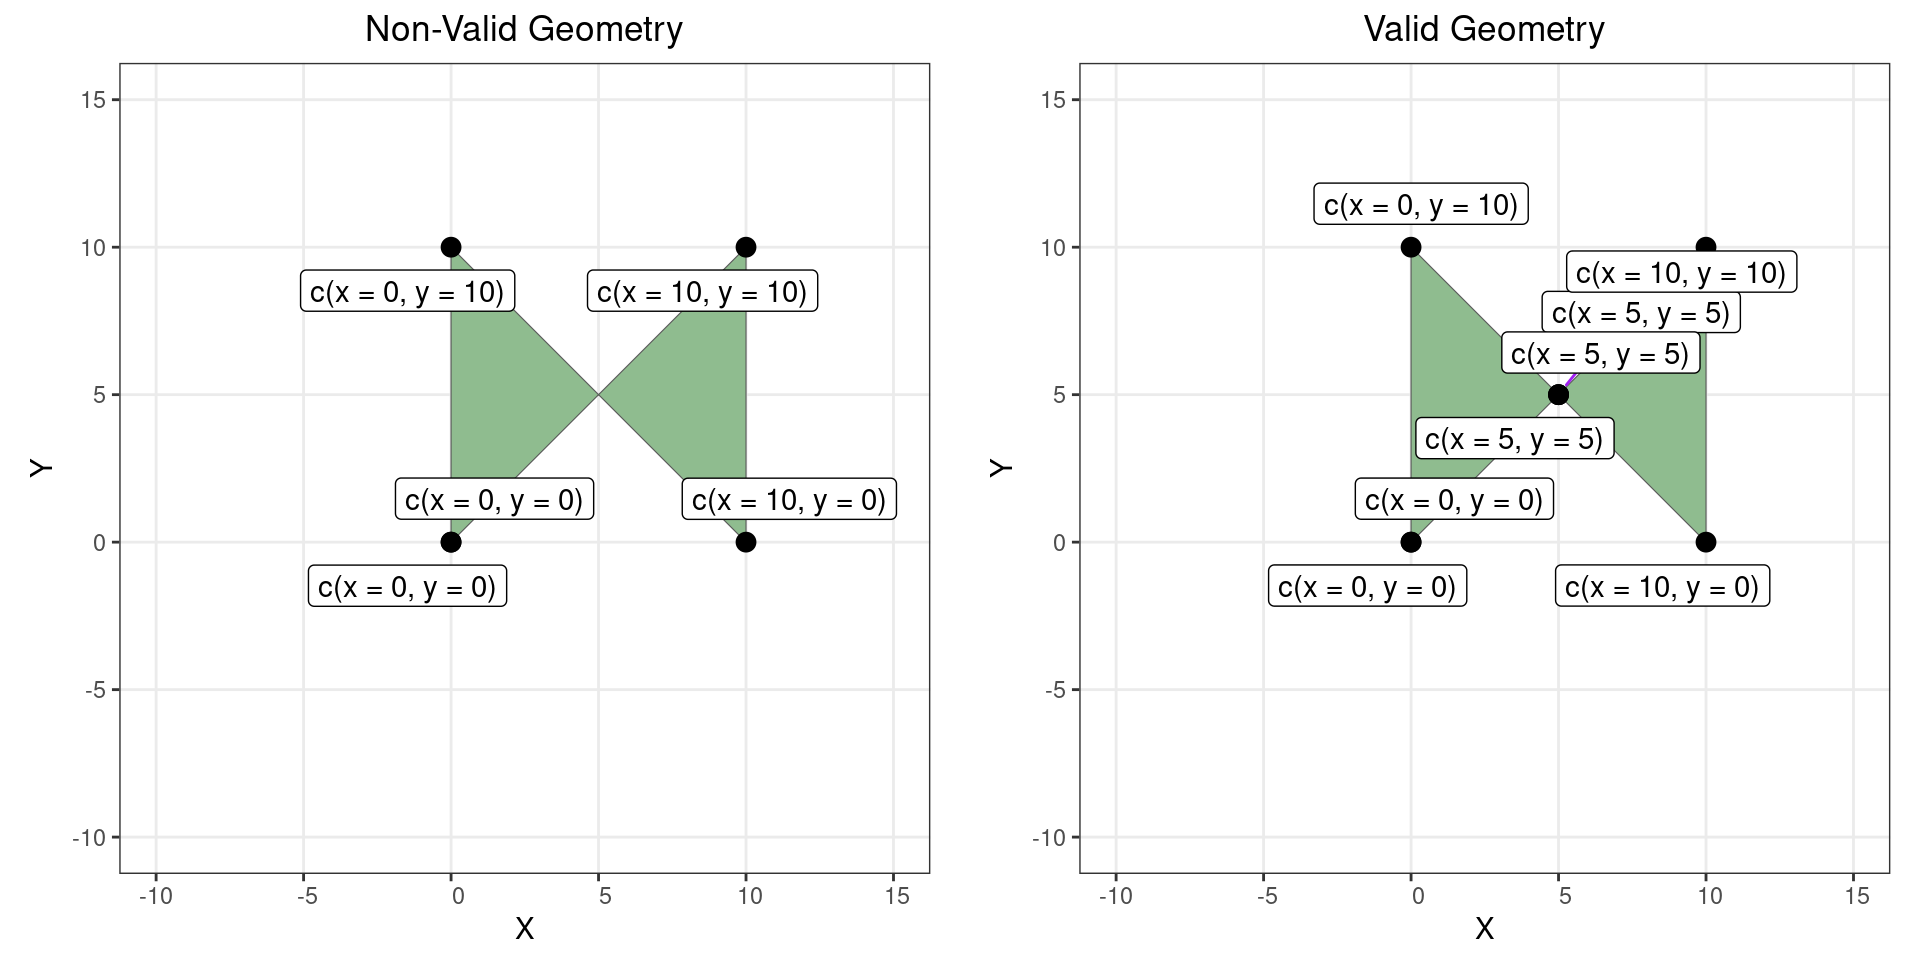 Non-Valid Geometry
15
10
5
0
-5
-10
Y
c(x = 0, y = 10)
c(x = 10, y = 10)
c(x = 0, y = 0)
c(x = 10, y = 0)
c(x = 0, y = 0)
-10
-5
0
5
10
15
X
Valid Geometry
15
10
5
0
-5
-10
Y
c(x = 0, y = 10)
c(x = 10, y = 10)
c(x = 5, y = 5)
c(x = 5, y = 5)
c(x = 5, y = 5)
c(x = 0, y = 0)
c(x = 0, y = 0)
c(x = 10, y = 0)
-10
-5
0
5
10
15
X